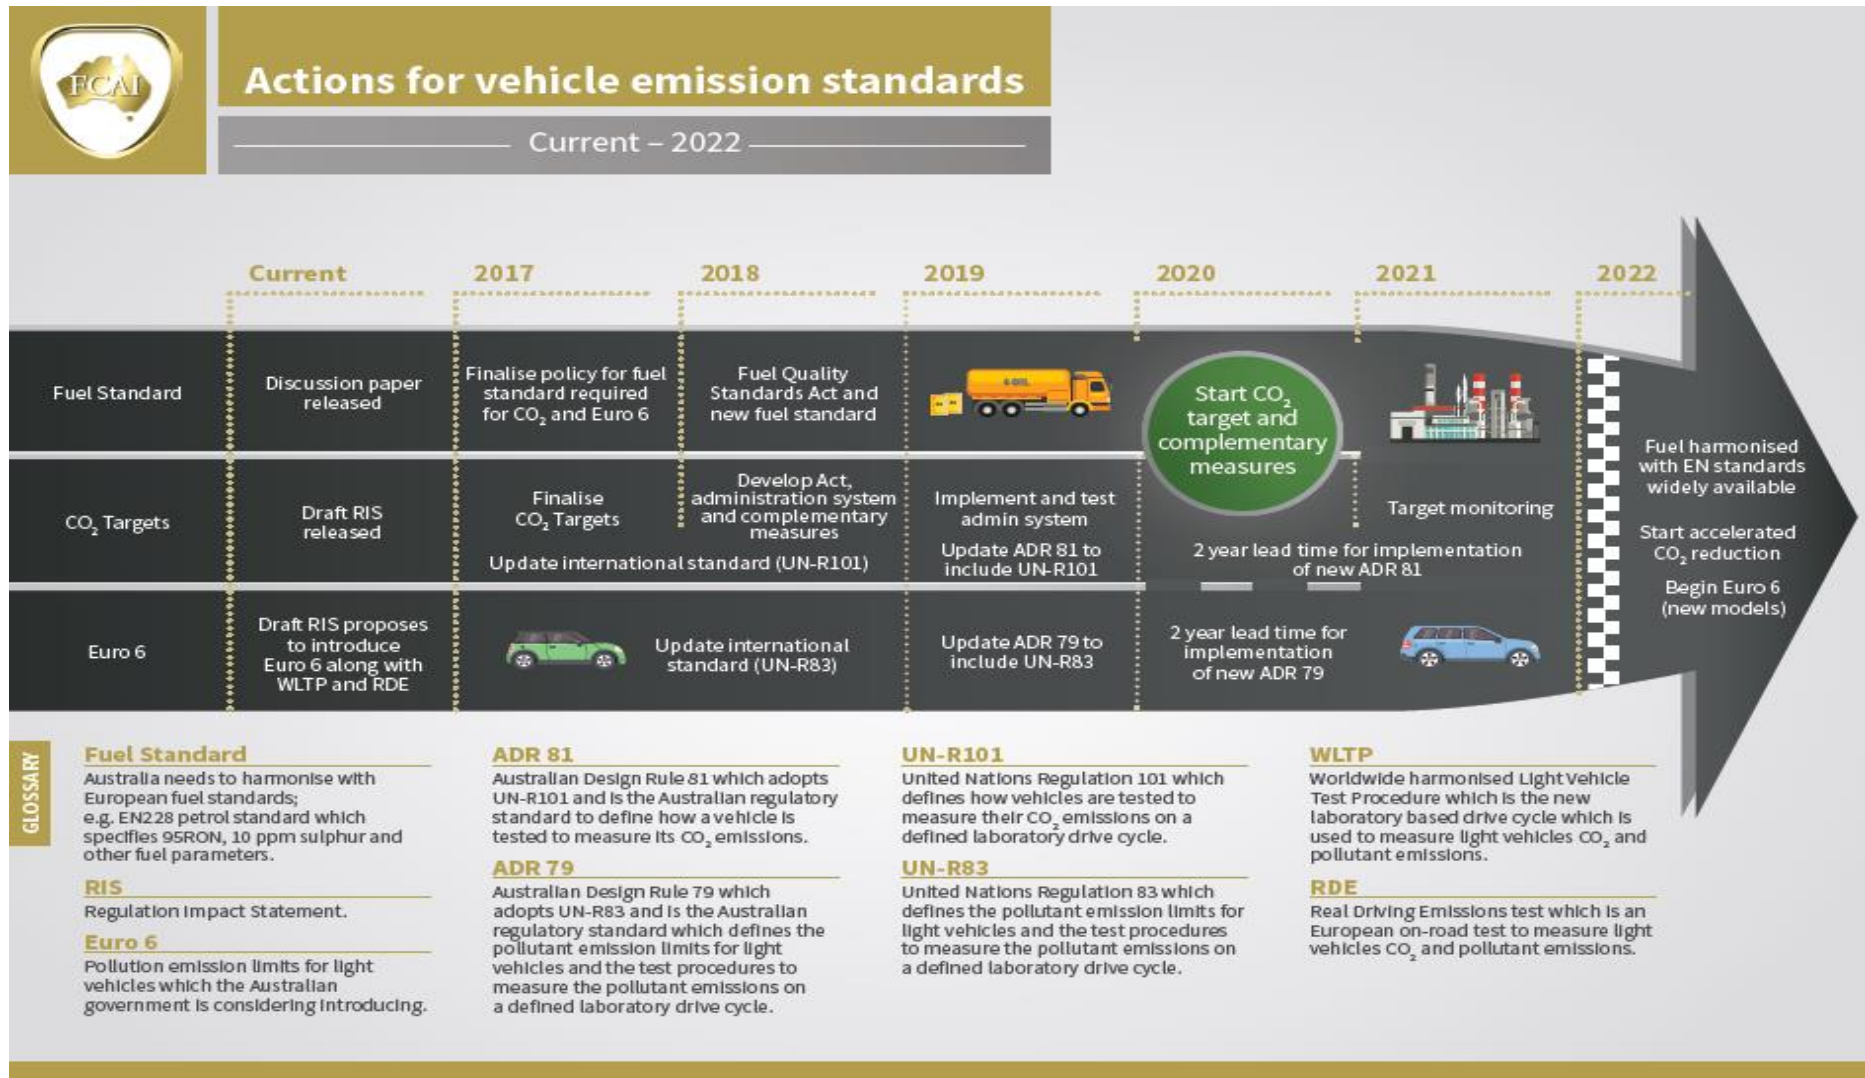 FCAI
Actions for vehicle emission standards
Current – 2022
Current
2017
2018
2019
2020
2021
2022
Fuel Standard
Discussion paper
released
Finalise policy for fuel
standard required
for CO2 and Euro 6
Fuel Quality
Standards Act and
new fuel standard
Start CO2
target and
complementary
measures
CO2 Targets
Draft RIS
released
Finalise
CO2 Targets
Develop Act,
administration system
and complementary
measures
Update international standard (UN-R101)
Implement and test
admin system
Update ADR 81 to
include UN-R101
Target monitoring
2 year lead time for implementation
of new ADR 81
Euro 6
Draft RIS proposes
to introduce
Euro 6 along with
WLTP and RDE
Update international
standard (UN-R83)
Update ADR 79 to
include UN-R83
2 year lead time for
implementation
of new ADR 79
Fuel harmonised
with EN standards
widely available
Start accelerated
CO2 reduction
Begin Euro 6
(new models)
GLOSSARY
Fuel Standard
Australia needs to harmonise with
European fuel standards;
e.g. EN228 petrol standard which
specifies 95RON, 10 ppm sulphur and
other fuel parameters.
RIS
Regulation Impact Statement.
Euro 6
Pollution emission limits for light
vehicles which the Australian
government is considering introducing.
ADR 81
Australian Design Rule 81 which adopts
UN-R101 and is the Australian regulatory
standard to define how a vehicle is
tested to measure its CO2 emissions.
ADR 79
Australian Design Rule 79 which
adopts UN-R83 and is the Australian
regulatory standard which defines the
pollutant emission limits for light
vehicles and the test procedures to
measure the pollutant emissions on
a defined laboratory drive cycle.
UN-R101
United Nations Regulation 101 which
defines how vehicles are tested to
measure their CO2 emissions on a
defined laboratory drive cycle.
UN-R83
United Nations Regulation 83 which
defines the pollutant emission limits for
light vehicles and the test procedures
to measure the pollutant emissions on
a defined laboratory drive cycle.
WLTP
Worldwide harmonised Light Vehicle
Test Procedure which is the new
laboratory based drive cycle which is
used to measure light vehicles CO2 and
pollutant emissions.
RDE
Real Driving Emissions test which is an
European on-road test to measure light
vehicles CO2 and pollutant emissions.